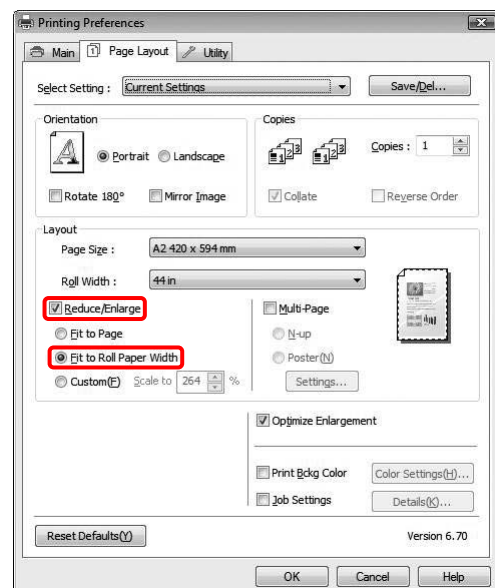 Printing Preferences
Main Page Layout Utility
Select Setting : Current Settings Save/Del...
Orientation
Portrait Landscape
Rotate 180° Mirror Image
Copies
Copies : 1
Collate Reverse Order
Layout
Page Size : A2 420 x 594 mm
Roll Width : 44 in
Reduce/Enlarge
Fit to Page
Fit to Roll Paper Width
Custom(F) Scale to 264 %
Multi-Page
N-up
Poster(N)
Settings...
Optimize Enlargement
Print Bckg Color Color Settings(H)...
Job Settings Details(K)...
Reset Defaults(Y) Version 6.70
OK Cancel Help